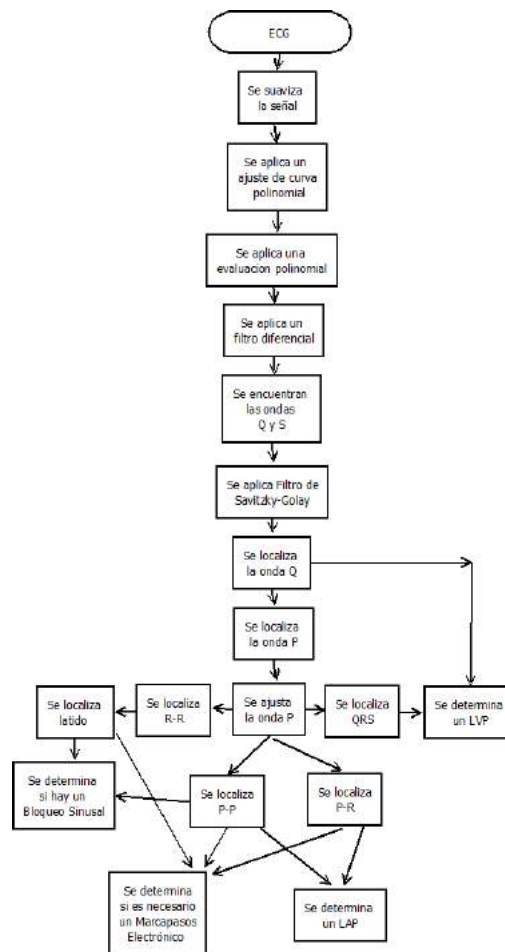 ECG
Se suaviza
la señal
Se aplica un
ajuste de curva
polinomial
Se aplica una
evaluacion polinomial
Se aplica un
filtro diferencial
Se encuentran
las ondas
Q y S
Se aplica Filtro de
Savitzky-Golay
Se localiza
la onda Q
Se localiza
la onda P
Se localiza
latido
Se localiza
R-R
Se ajusta
la onda P
Se localiza
QRS
Se determina
un LVP
Se determina
si hay un
Bloqueo Sinusal
Se localiza
P-P
Se localiza
P-R
Se determina
si es necesario
un Marcapasos
Electrónico
Se determina
un LAP